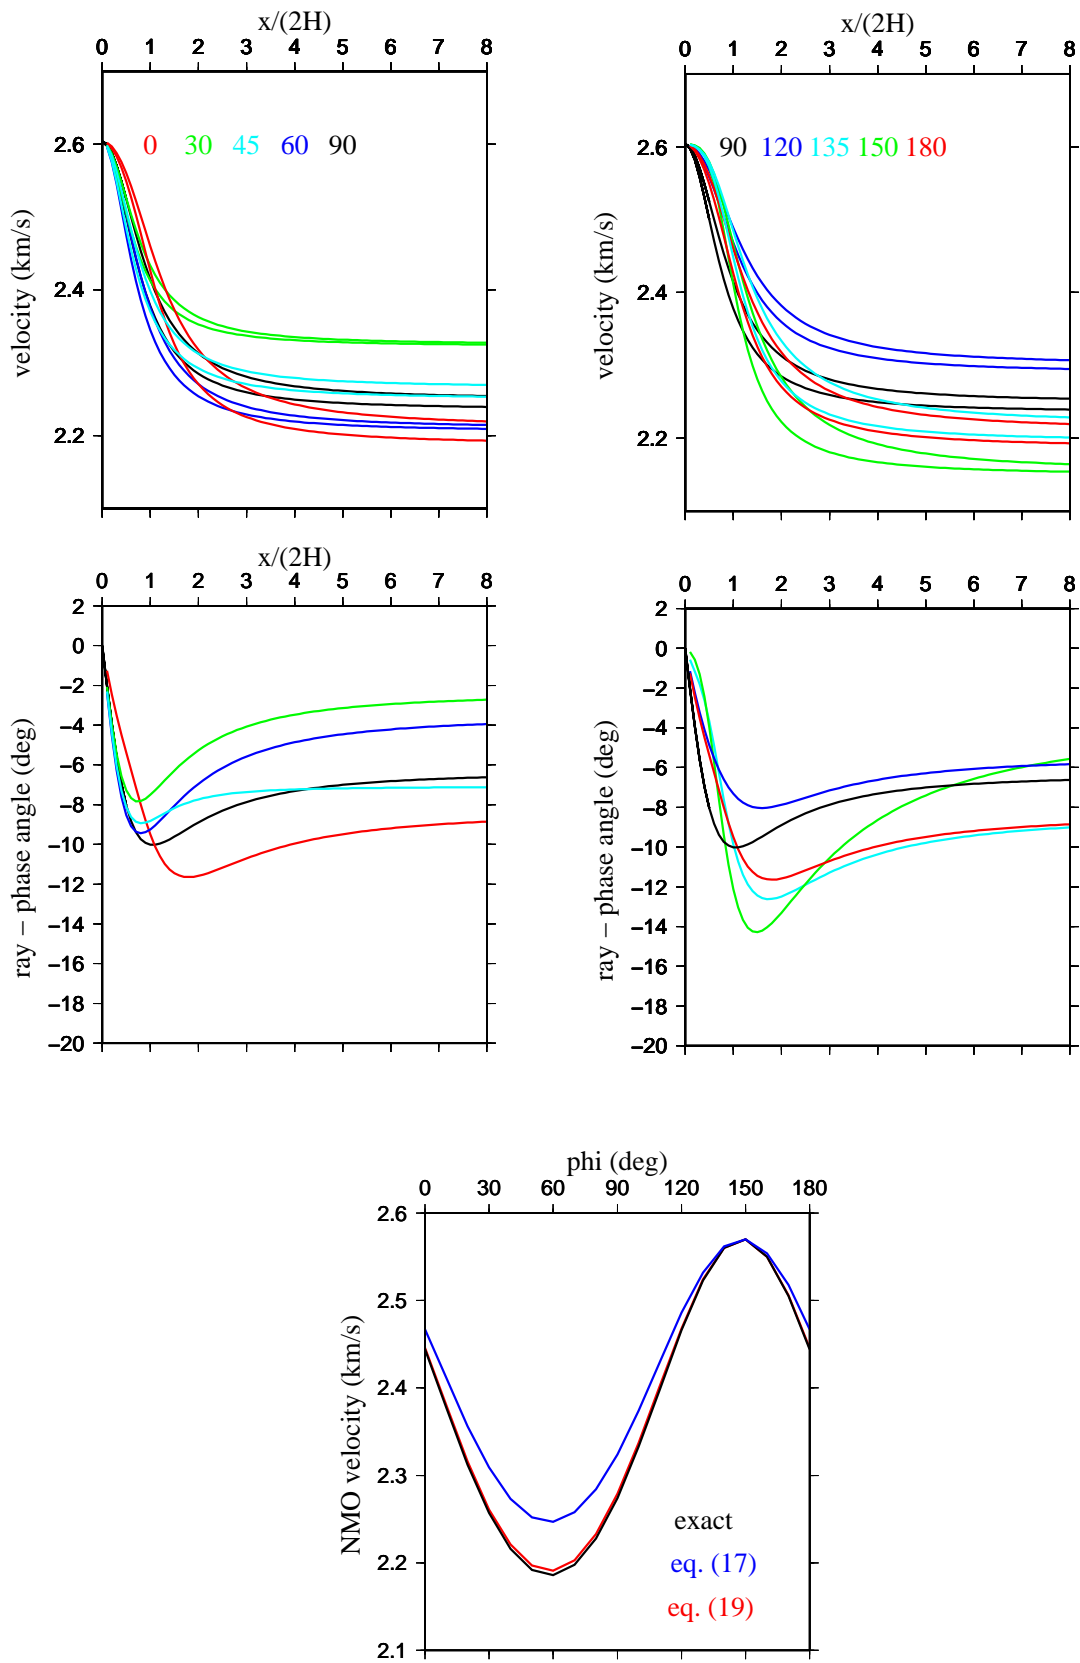 x/(2H)
0 1 2 3 4 5 6 7 8
2.6
2.4
2.2
velocity (km/s)
0 30 45 60 90
x/(2H)
0 1 2 3 4 5 6 7 8
2.6
2.4
2.2
velocity (km/s)
90 120 135 150 180
x/(2H)
0 1 2 3 4 5 6 7 8
2
0
−2
−4
−6
−8
−10
−12
−14
−16
−18
−20
ray − phase angle (deg)
0 1 2 3 4 5 6 7 8
2
0
−2
−4
−6
−8
−10
−12
−14
−16
−18
−20
ray − phase angle (deg)
phi (deg)
0 30 60 90 120 150 180
2.6
2.5
2.4
2.3
2.2
2.1
NMO velocity (km/s)
exact
eq. (17)
eq. (19)